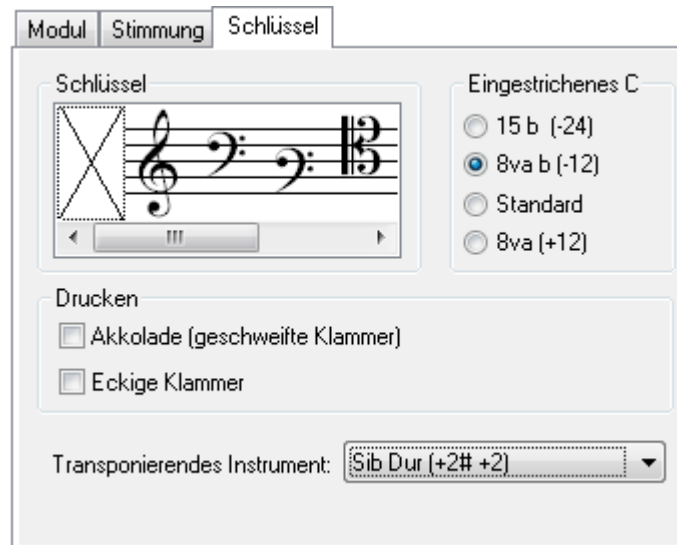 Modul Stimmung Schlüssel
Schlüssel
Eingestrichenes C
15 b (-24)
8va b (-12)
Standard
8va (+12)
Drucken
Akkolade (geschweifte Klammer)
Eckige Klammer
Transponierendes Instrument: Sib Dur (+2# +2)